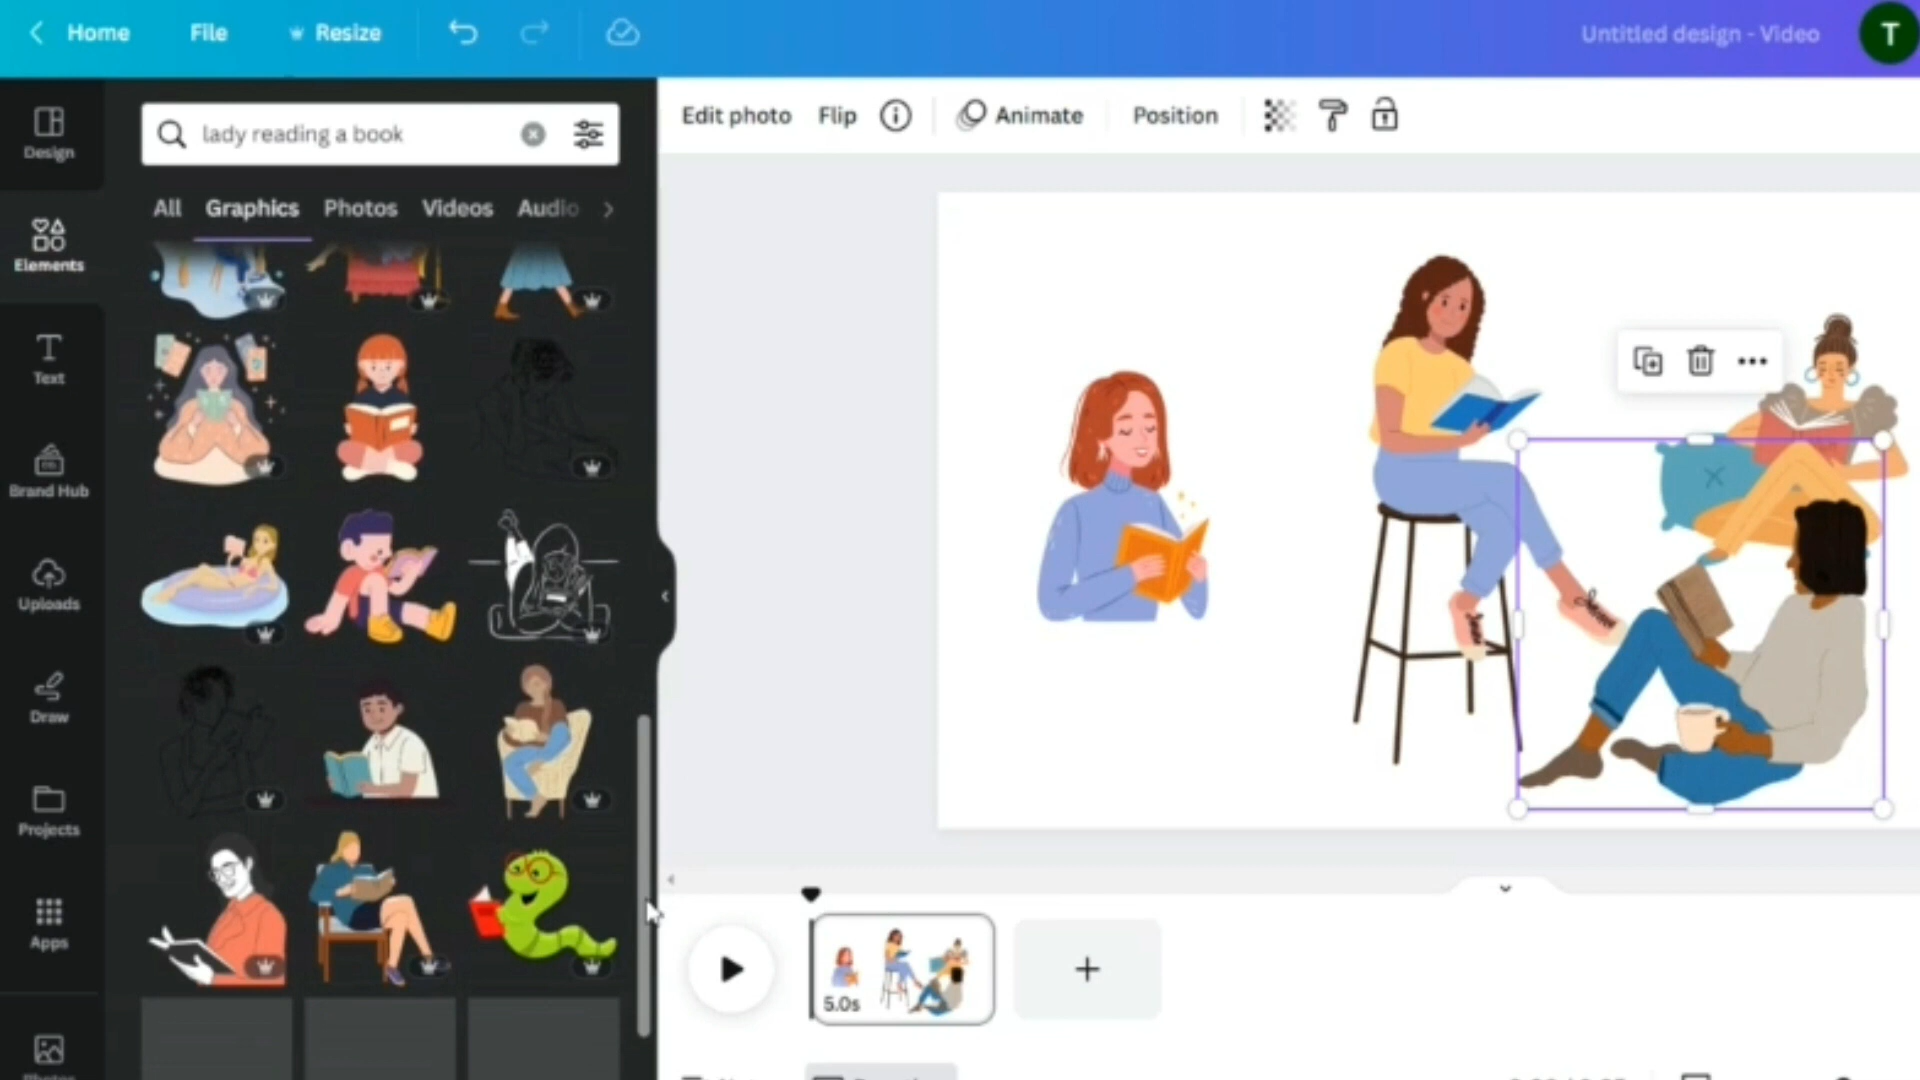 Home File Resize Untitled design - Video T
Design
Elements
Text
Brand Hub
Uploads
Draw
Projects
Apps
Photos
lady reading a book
All Graphics Photos Videos Audio
Edit photo Flip Animate Position
5.0s